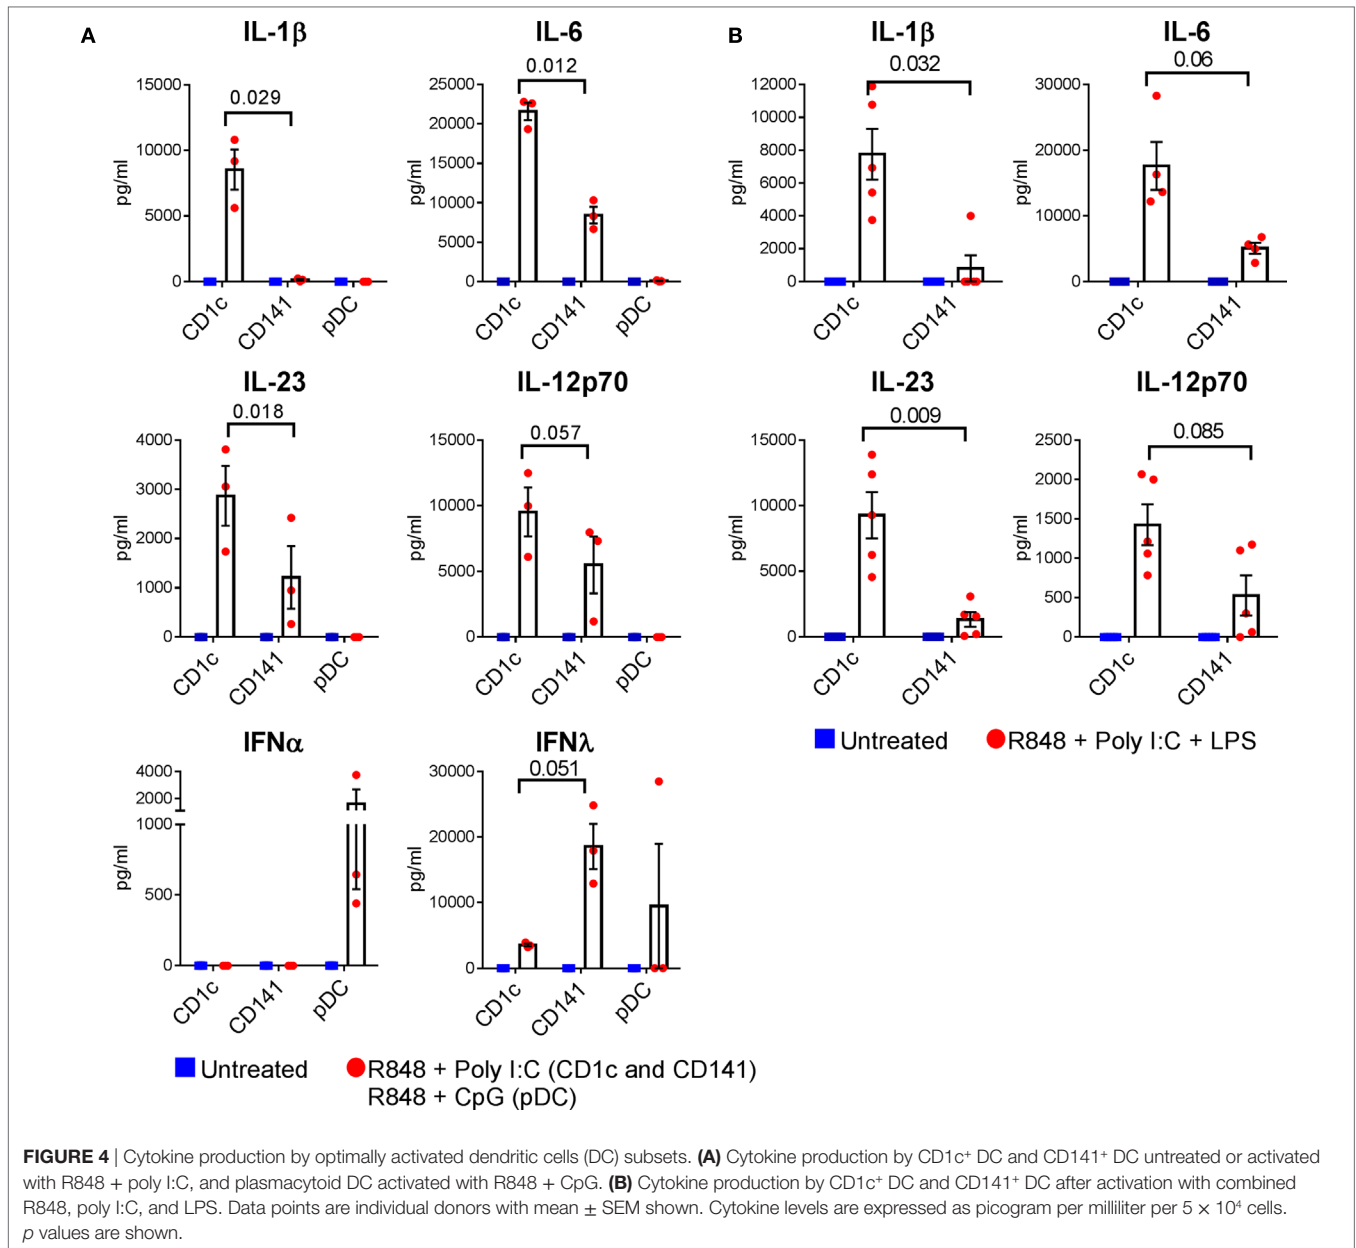 A
IL-1β
IL-6
B
IL-1β
IL-6
0.029
0.012
0.032
0.06
pg/ml
15000
10000
5000
0
CD1c
CD141
pDC
pg/ml
25000
20000
15000
10000
5000
0
CD1c
CD141
pDC
pg/ml
12000
10000
8000
6000
4000
2000
0
CD1c
CD141
pg/ml
30000
20000
10000
0
CD1c
CD141
IL-23
IL-12p70
IL-23
IL-12p70
0.018
0.057
0.009
0.085
pg/ml
4000
3000
2000
1000
0
CD1c
CD141
pDC
pg/ml
15000
10000
5000
0
CD1c
CD141
pDC
pg/ml
15000
10000
5000
0
CD1c
CD141
pg/ml
2500
2000
1500
1000
500
0
CD1c
CD141
Untreated
R848 + Poly I:C + LPS
IFNα
IFNλ
0.051
pg/ml
4000
2000
1000
500
0
CD1c
CD141
pDC
pg/ml
30000
20000
10000
0
CD1c
CD141
pDC
Untreated
R848 + Poly I:C (CD1c and CD141)
R848 + CpG (pDC)
FIGURE 4 | Cytokine production by optimally activated dendritic cells (DC) subsets. (A) Cytokine production by CD1c⁺ DC and CD141⁺ DC untreated or activated
with R848 + poly I:C, and plasmacytoid DC activated with R848 + CpG. (B) Cytokine production by CD1c⁺ DC and CD141⁺ DC after activation with combined
R848, poly I:C, and LPS. Data points are individual donors with mean ± SEM shown. Cytokine levels are expressed as picogram per milliliter per 5 × 10⁴ cells.
p values are shown.